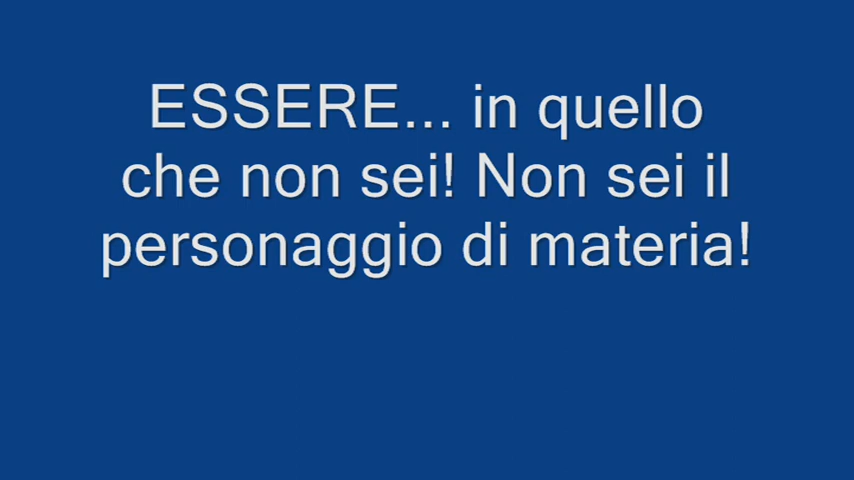 ESSERE... in quello
che non sei! Non sei il
personaggio di materia!